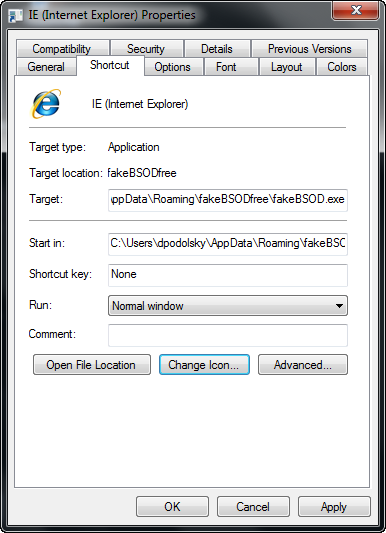 IE (Internet Explorer) Properties
Compatibility Security Details Previous Versions
General Shortcut Options Font Layout Colors
IE (Internet Explorer)
Target type: Application
Target location: fakeBSODfree
Target: ppData\Roaming\fakeBSODfree\fakeBSOD.exe
Start in: C:\Users\dpodolsky\AppData\Roaming\fakeBSO
Shortcut key: None
Run: Normal window
Comment:
Open File Location Change Icon... Advanced...
OK Cancel Apply